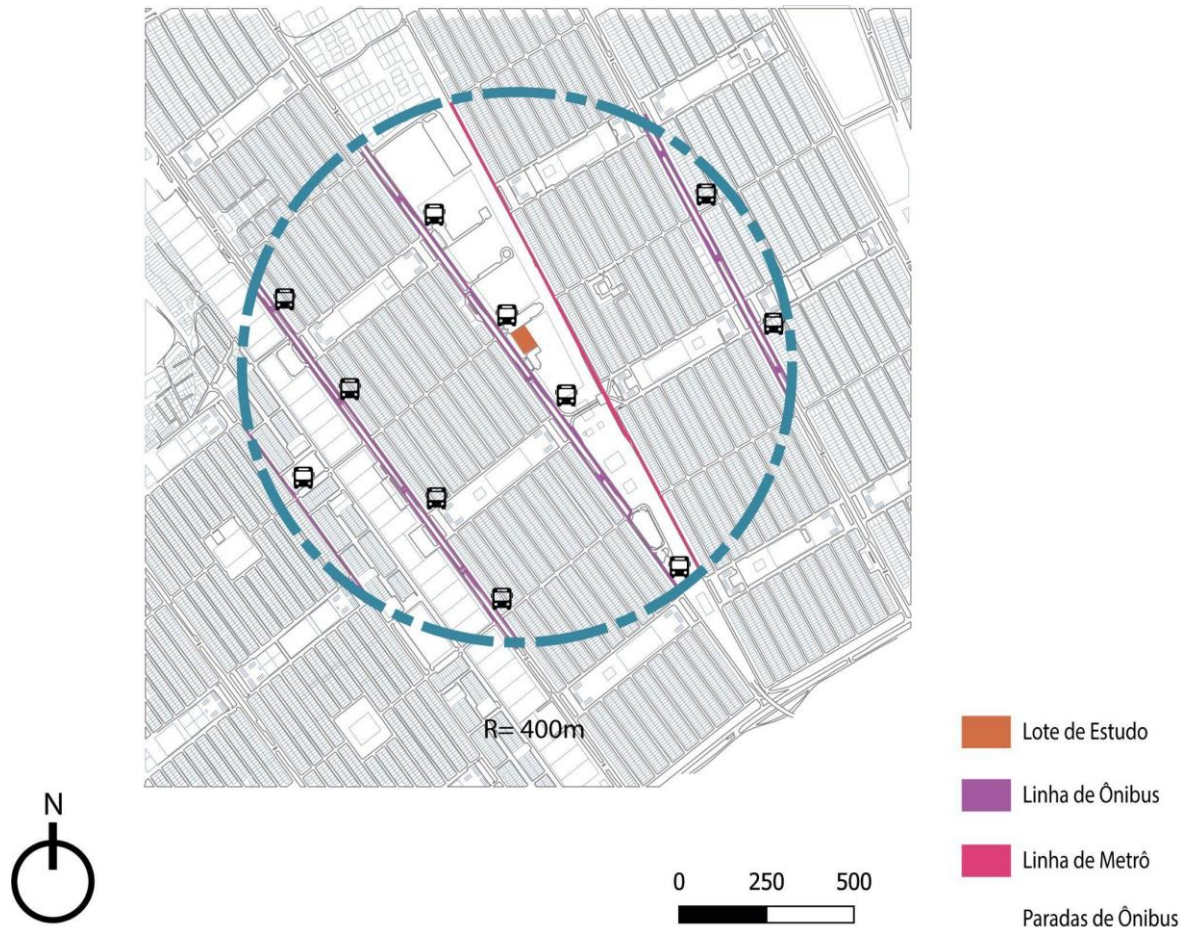 R= 400m
N
0 250 500
Lote de Estudo
Linha de Ônibus
Linha de Metrô
Paradas de Ônibus